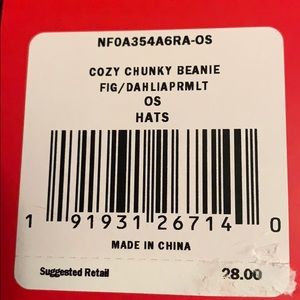 NF0A354A6RA-OS
COZY CHUNKY BEANIE
FIG/DAHLIAPRMLT
OS
HATS
1 91931 26714 0
MADE IN CHINA
Suggested Retail 28.00